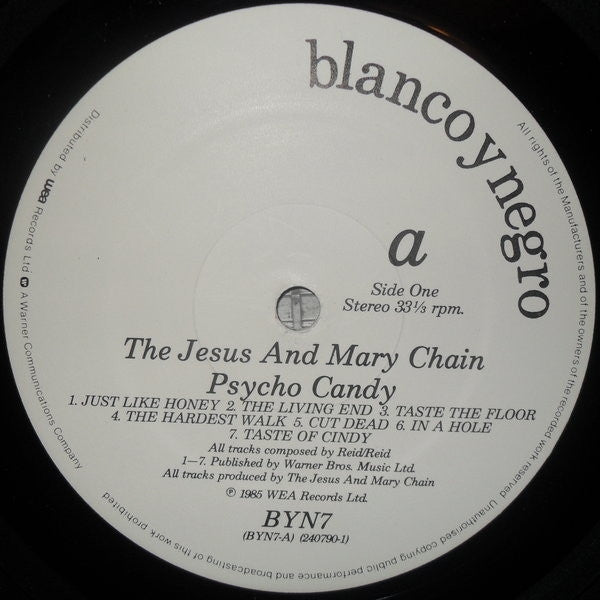 blanco y negro
a
Side One
Stereo 33⅓ rpm.
The Jesus And Mary Chain
Psycho Candy
1. JUST LIKE HONEY 2. THE LIVING END 3. TASTE THE FLOOR
4. THE HARDEST WALK 5. CUT DEAD 6. IN A HOLE
7. TASTE OF CINDY
All tracks composed by Reid/Reid
1—7. Published by Warner Bros. Music Ltd.
All tracks produced by The Jesus And Mary Chain
℗ 1985 WEA Records Ltd.
BYN7
(BYN7-A) (240790-1)
All rights of the Manufacturers and of the owners of the recorded work reserved. Unauthorised copying public performance and broadcasting of this work prohibited
Distributed by wea Records Ltd. W A Warner Communications Company